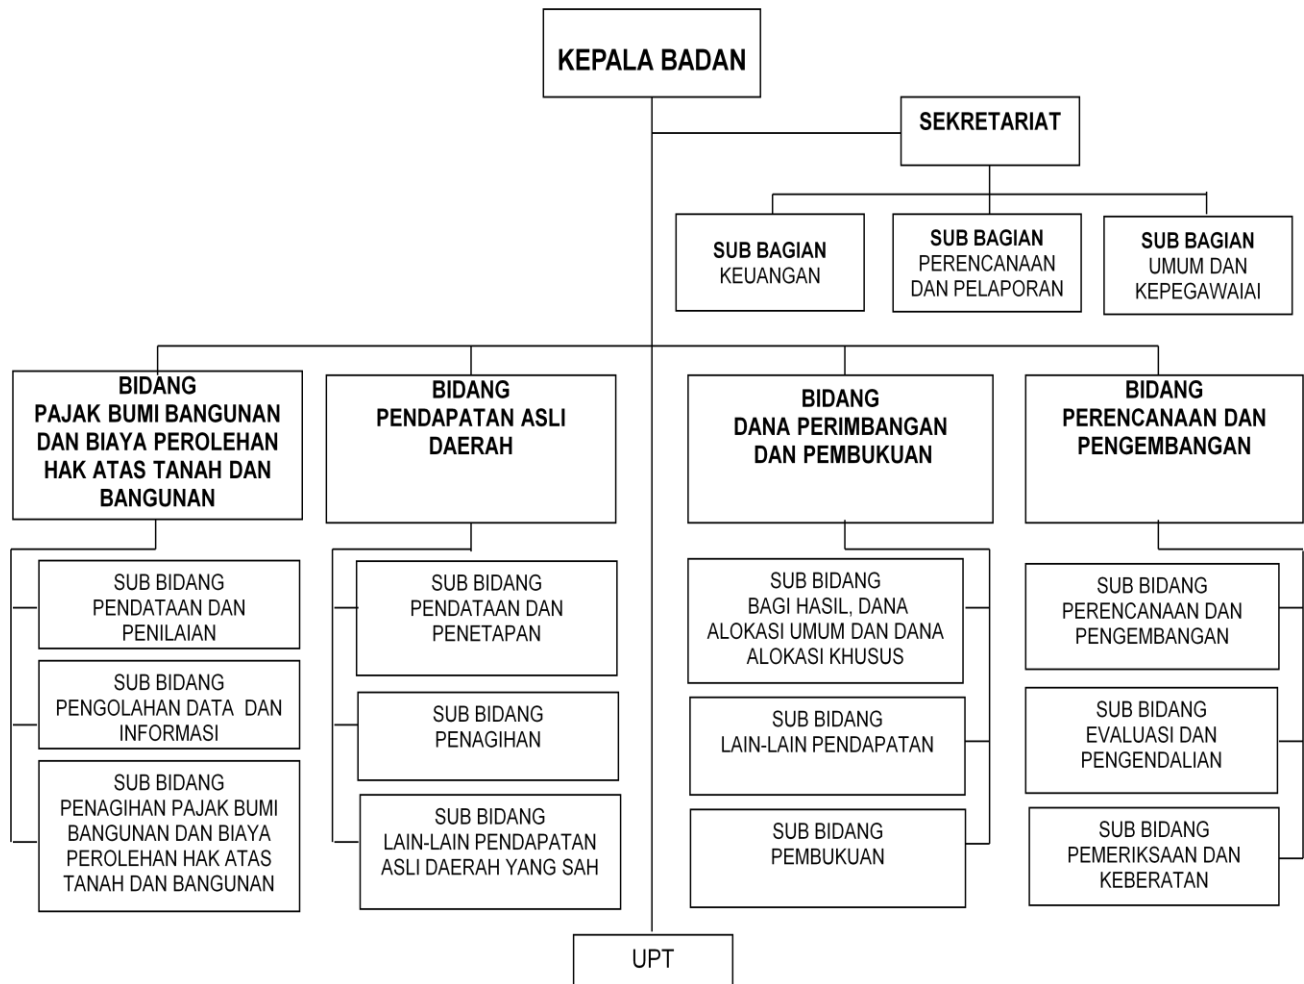 KEPALA BADAN
SEKRETARIAT
SUB BAGIAN
KEUANGAN
SUB BAGIAN
PERENCANAAN
DAN PELAPORAN
SUB BAGIAN
UMUM DAN
KEPEGAWAIAI
BIDANG
PAJAK BUMI BANGUNAN
DAN BIAYA PEROLEHAN
HAK ATAS TANAH DAN
BANGUNAN
BIDANG
PENDAPATAN ASLI
DAERAH
BIDANG
DANA PERIMBANGAN
DAN PEMBUKUAN
BIDANG
PERENCANAAN DAN
PENGEMBANGAN
SUB BIDANG
PENDATAAN DAN
PENILAIAN
SUB BIDANG
PENGOLAHAN DATA  DAN
INFORMASI
SUB BIDANG
PENAGIHAN PAJAK BUMI
BANGUNAN DAN BIAYA
PEROLEHAN HAK ATAS
TANAH DAN BANGUNAN
SUB BIDANG
PENDATAAN DAN
PENETAPAN
SUB BIDANG
PENAGIHAN
SUB BIDANG
LAIN-LAIN PENDAPATAN
ASLI DAERAH YANG SAH
SUB BIDANG
BAGI HASIL, DANA
ALOKASI UMUM DAN DANA
ALOKASI KHUSUS
SUB BIDANG
LAIN-LAIN PENDAPATAN
SUB BIDANG
PEMBUKUAN
SUB BIDANG
PERENCANAAN DAN
PENGEMBANGAN
SUB BIDANG
EVALUASI DAN
PENGENDALIAN
SUB BIDANG
PEMERIKSAAN DAN
KEBERATAN
UPT